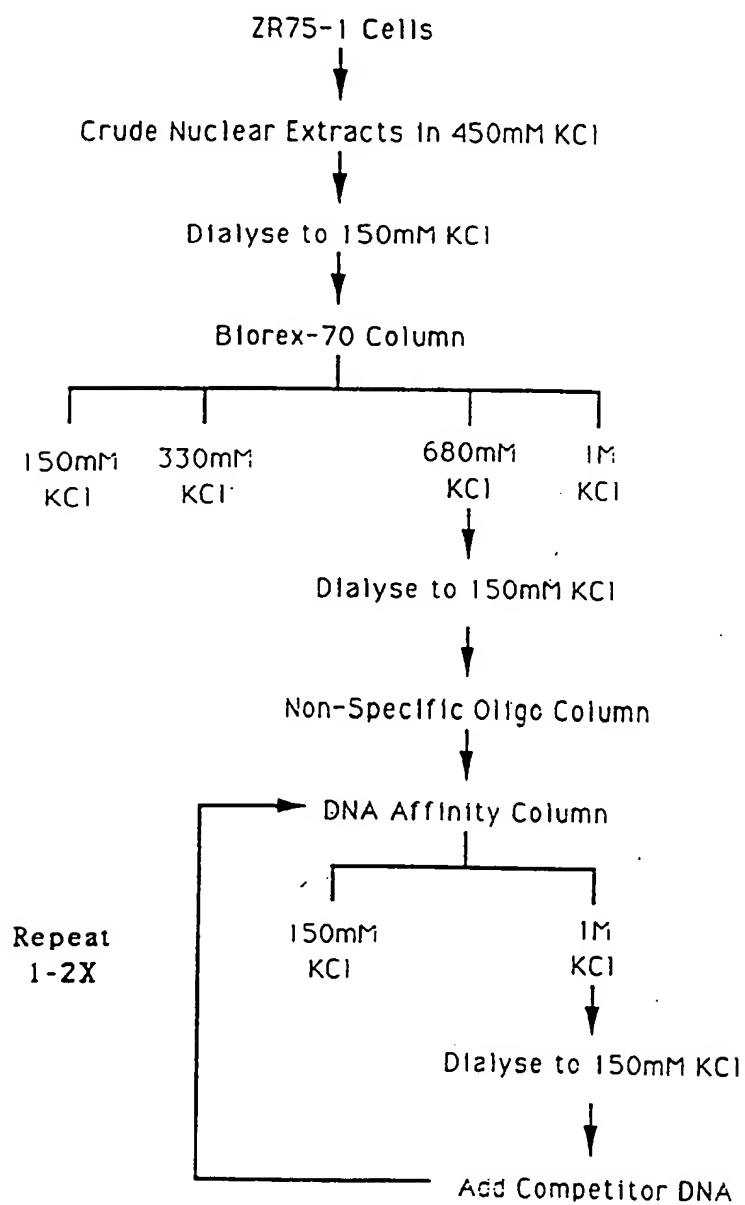 ZR75-1 Cells
Crude Nuclear Extracts in 450mM KCl
Dialyse to 150mM KCl
Biorex-70 Column
150mM 330mM 680mM 1M
KCl KCl KCl KCl
Dialyse to 150mM KCl
Non-Specific Oligo Column
DNA Affinity Column
Repeat
1-2X
150mM 1M
KCl KCl
Dialyse to 150mM KCl
Add Competitor DNA